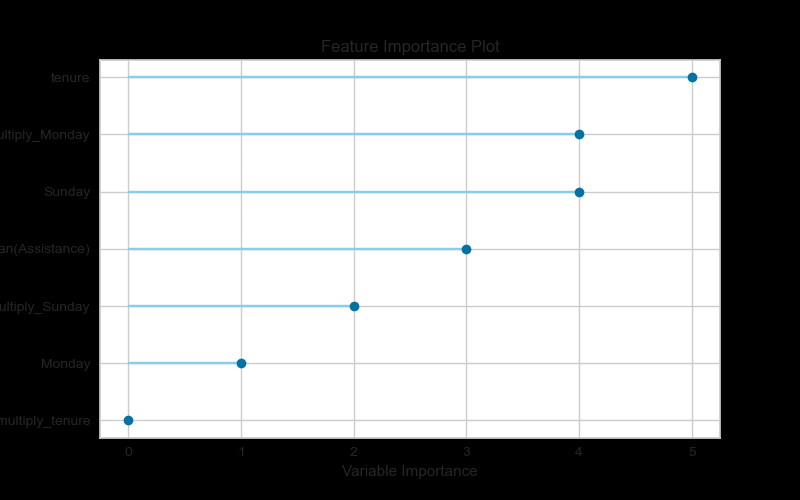 Feature Importance Plot
tenure
ultiply_Monday
Sunday
an(Assistance)
ultiply_Sunday
Monday
multiply_tenure
0 1 2 3 4 5
Variable Importance